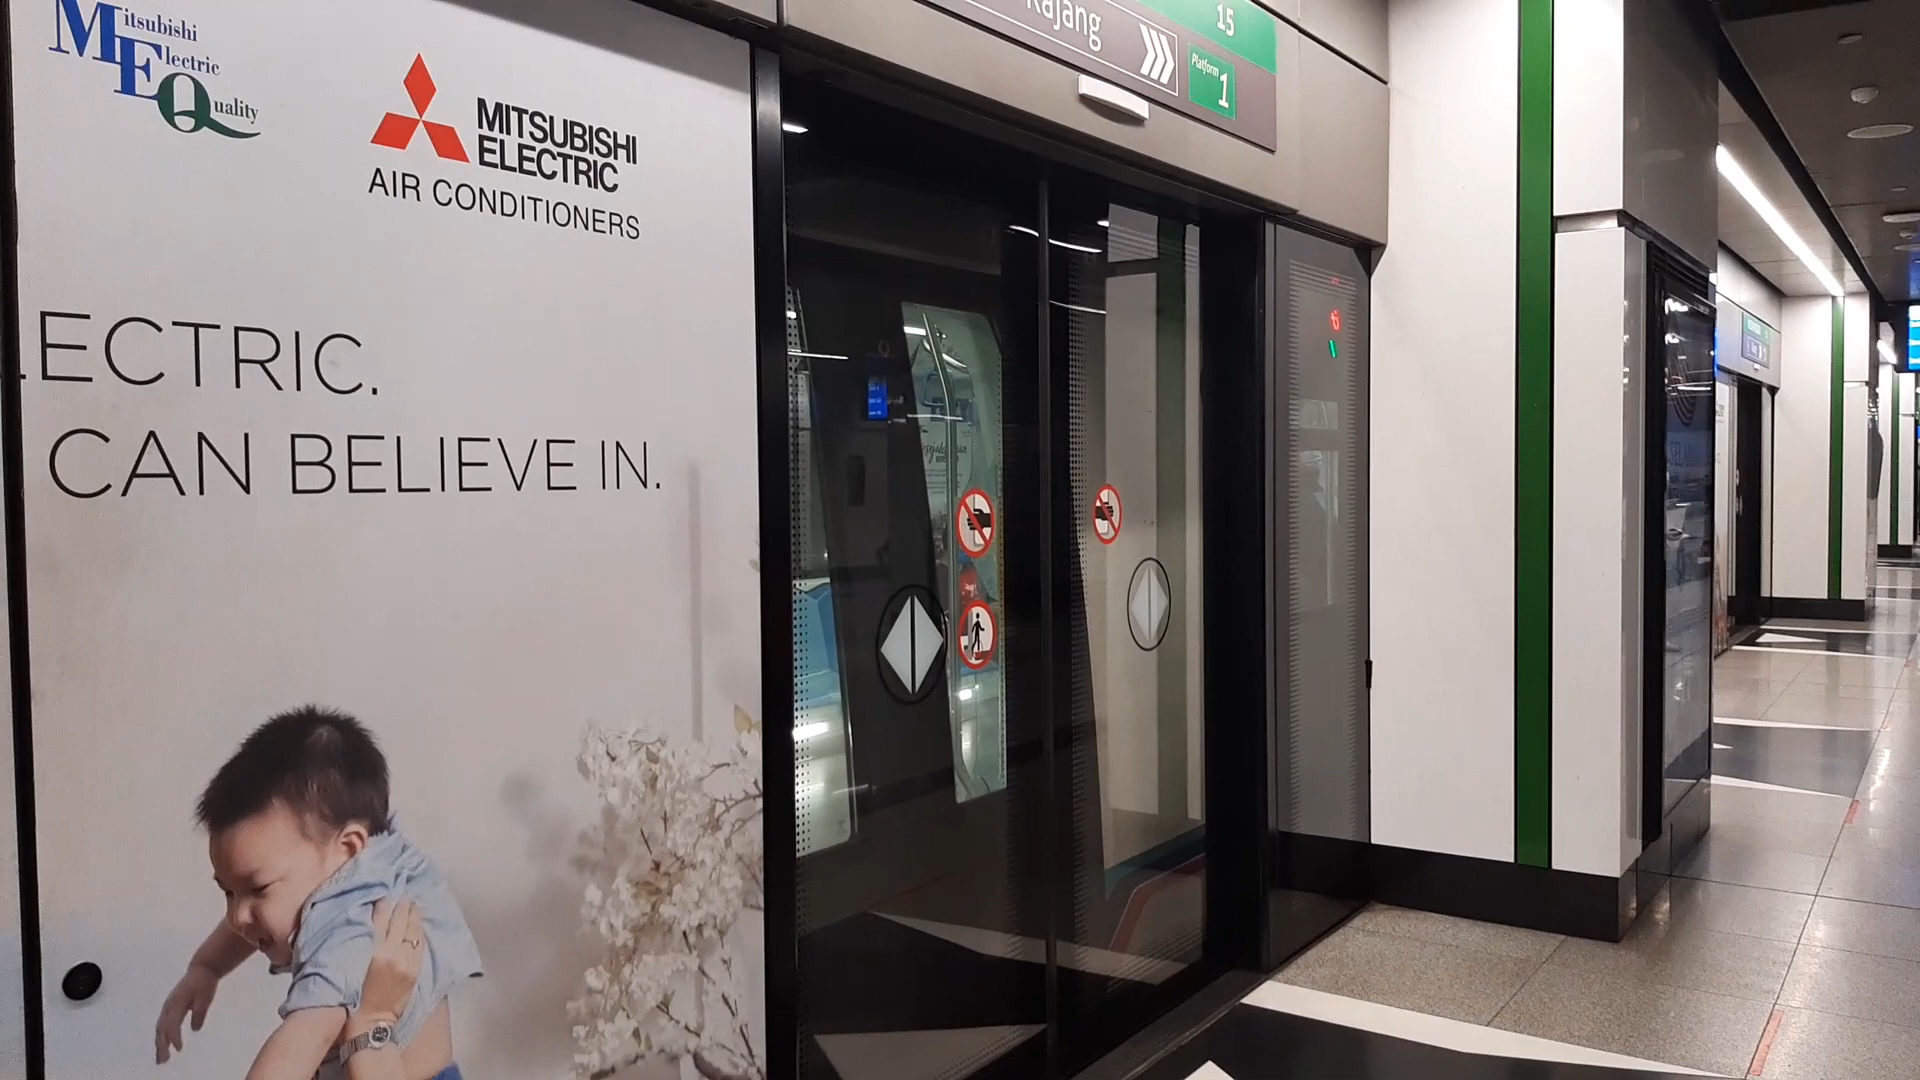 Mitsubishi
Electric
Quality
MITSUBISHI
ELECTRIC
AIR CONDITIONERS
ECTRIC.
CAN BELIEVE IN.
Kajang
15
Platform
1